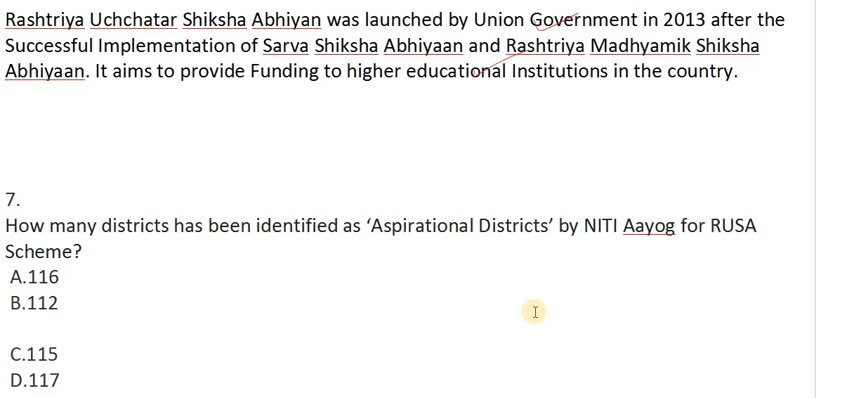 Rashtriya Uchchatar Shiksha Abhiyan was launched by Union Government in 2013 after the
Successful Implementation of Sarva Shiksha Abhiyaan and Rashtriya Madhyamik Shiksha
Abhiyaan. It aims to provide Funding to higher educational Institutions in the country.
7.
How many districts has been identified as ‘Aspirational Districts’ by NITI Aayog for RUSA
Scheme?
A.116
B.112
C.115
D.117